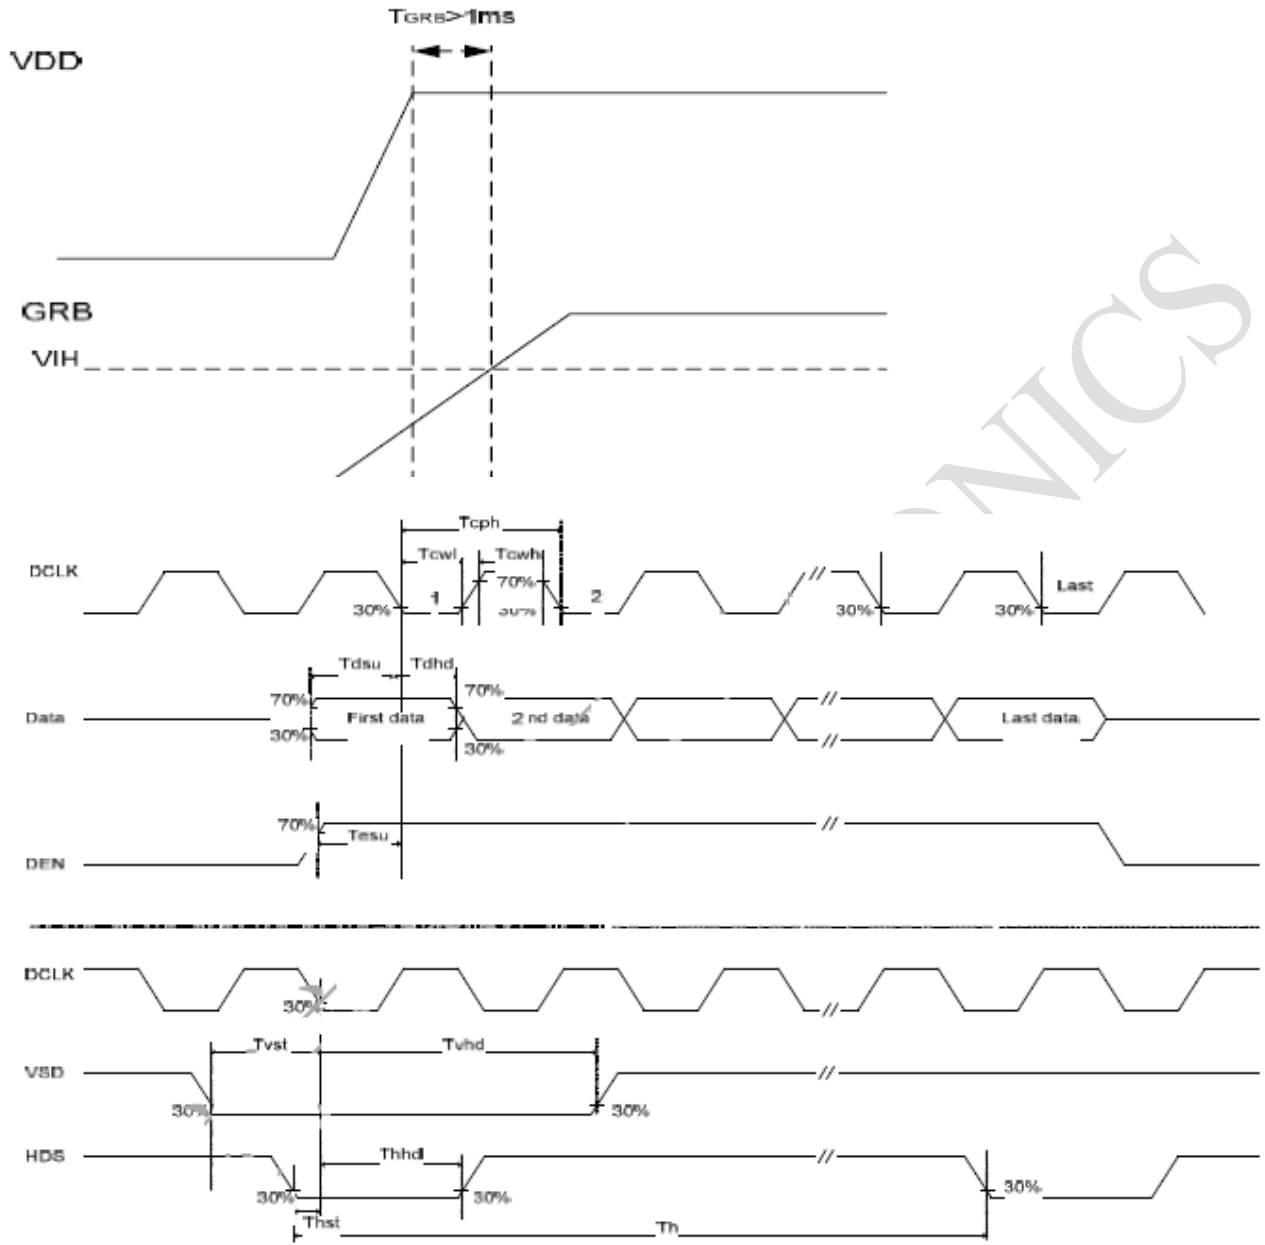 TGRB>1ms
VDD
GRB
VIH
ONICS
Tcph
Tcwl Tcwh
DCLK
70%
1 2 Last
30% 30% 30% 30%
Tdsu Tdhd
70% 70%
Data First data 2 nd data Last data
30% 30%
70%
Tesu
DEN
DCLK
30%
Tvst Tvhd
VSD
30% 30%
HDS Thhd
30% 30% 30%
Thst Th